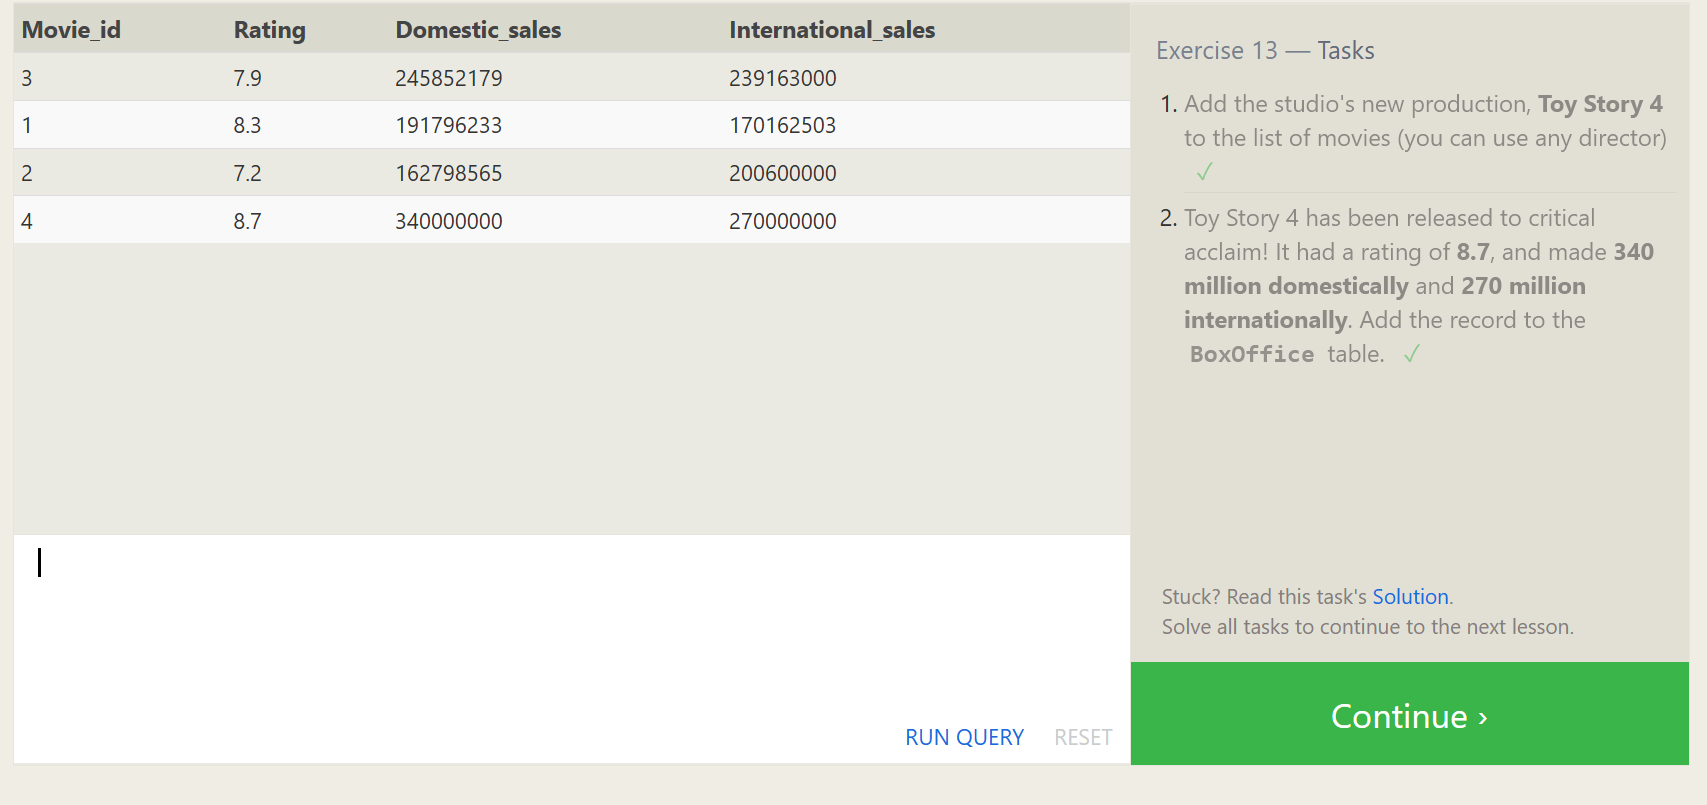 Movie_id Rating Domestic_sales International_sales
3 7.9 245852179 239163000
1 8.3 191796233 170162503
2 7.2 162798565 200600000
4 8.7 340000000 270000000
RUN QUERY RESET
Exercise 13 — Tasks
1. Add the studio's new production, Toy Story 4
to the list of movies (you can use any director)
✓
2. Toy Story 4 has been released to critical
acclaim! It had a rating of 8.7, and made 340
million domestically and 270 million
internationally. Add the record to the
BoxOffice table. ✓
Stuck? Read this task's Solution.
Solve all tasks to continue to the next lesson.
Continue ›